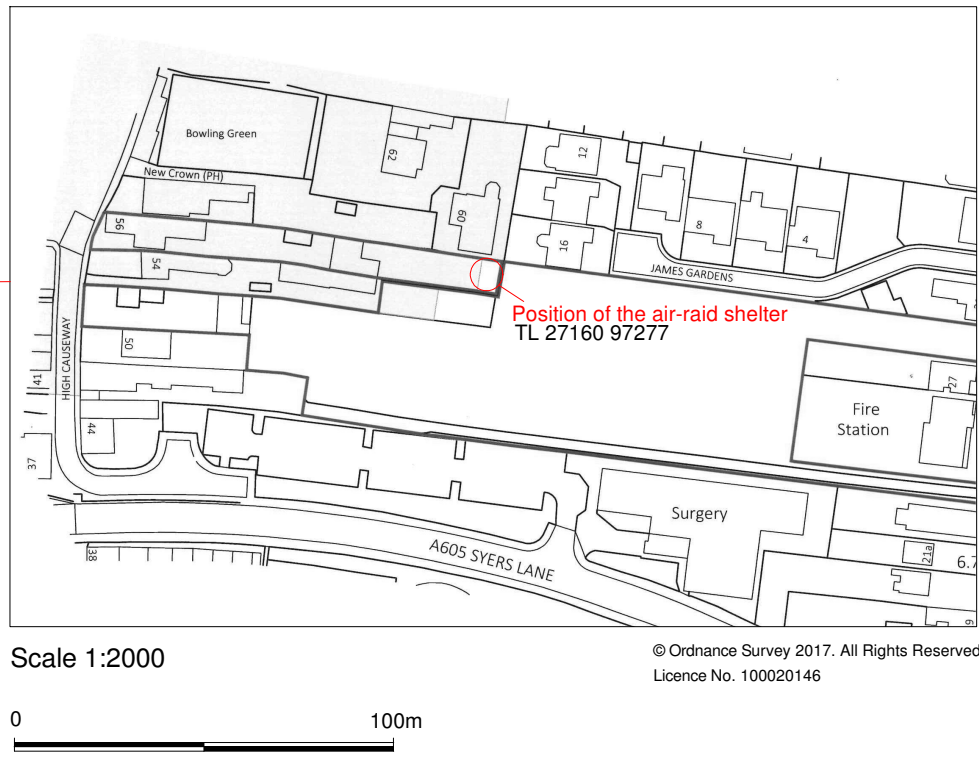 Bowling Green
New Crown (PH)
62
12
60
16
56
54
8
4
JAMES GARDENS
Position of the air-raid shelter
TL 27160 97277
50
41
HIGH CAUSEWAY
44
37
27
Fire
Station
Surgery
A605 SYERS LANE
38
21a
6.7
Scale 1:2000
© Ordnance Survey 2017. All Rights Reserved
Licence No. 100020146
0
100m